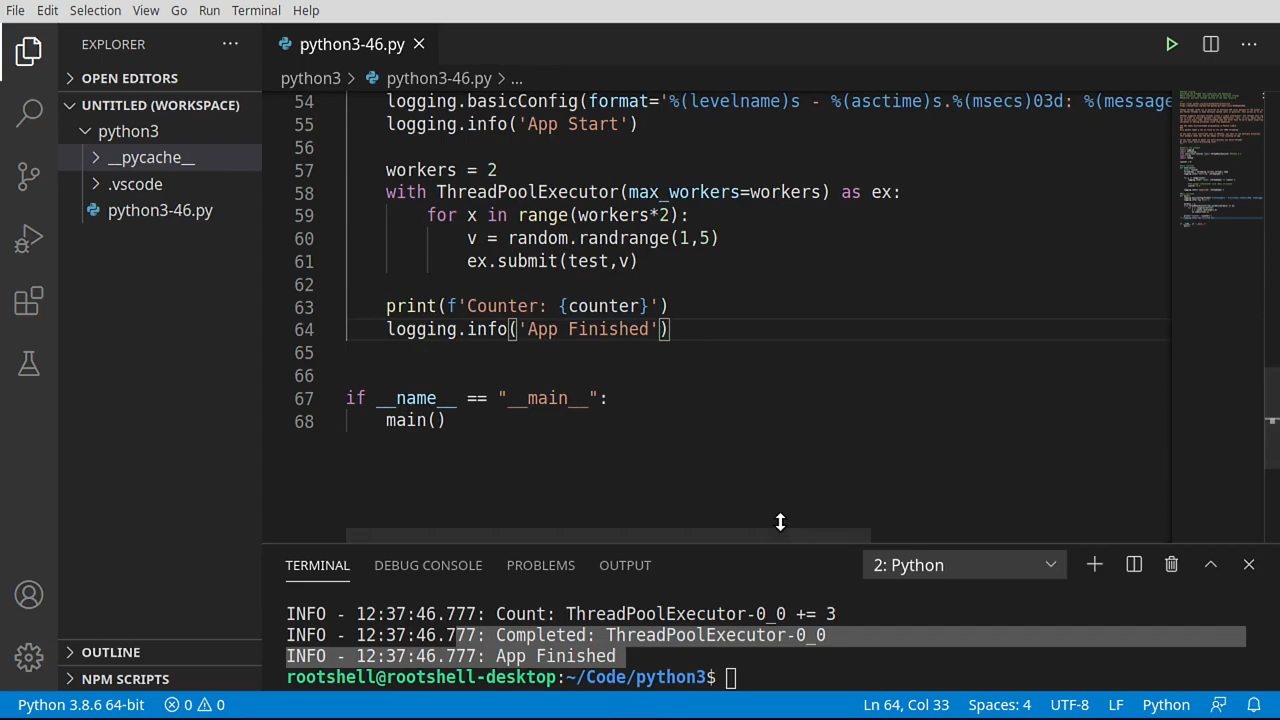 File Edit Selection View Go Run Terminal Help
EXPLORER
OPEN EDITORS
UNTITLED (WORKSPACE)
python3
__pycache__
.vscode
python3-46.py
OUTLINE
NPM SCRIPTS
python3-46.py
python3 > python3-46.py > ...
54 logging.basicConfig(format='%(levelname)s - %(asctime)s.%(msecs)03d: %(message
55 logging.info('App Start')
56
57 workers = 2
58 with ThreadPoolExecutor(max_workers=workers) as ex:
59 for x in range(workers*2):
60 v = random.randrange(1,5)
61 ex.submit(test,v)
62
63 print(f'Counter: {counter}')
64 logging.info('App Finished')
65
66
67 if __name__ == "__main__":
68 main()
TERMINAL DEBUG CONSOLE PROBLEMS OUTPUT 2: Python
INFO - 12:37:46.777: Count: ThreadPoolExecutor-0_0 += 3
INFO - 12:37:46.777: Completed: ThreadPoolExecutor-0_0
INFO - 12:37:46.777: App Finished
rootshell@rootshell-desktop:~/Code/python3$
Python 3.8.6 64-bit 0 0 Ln 64, Col 33 Spaces: 4 UTF-8 LF Python